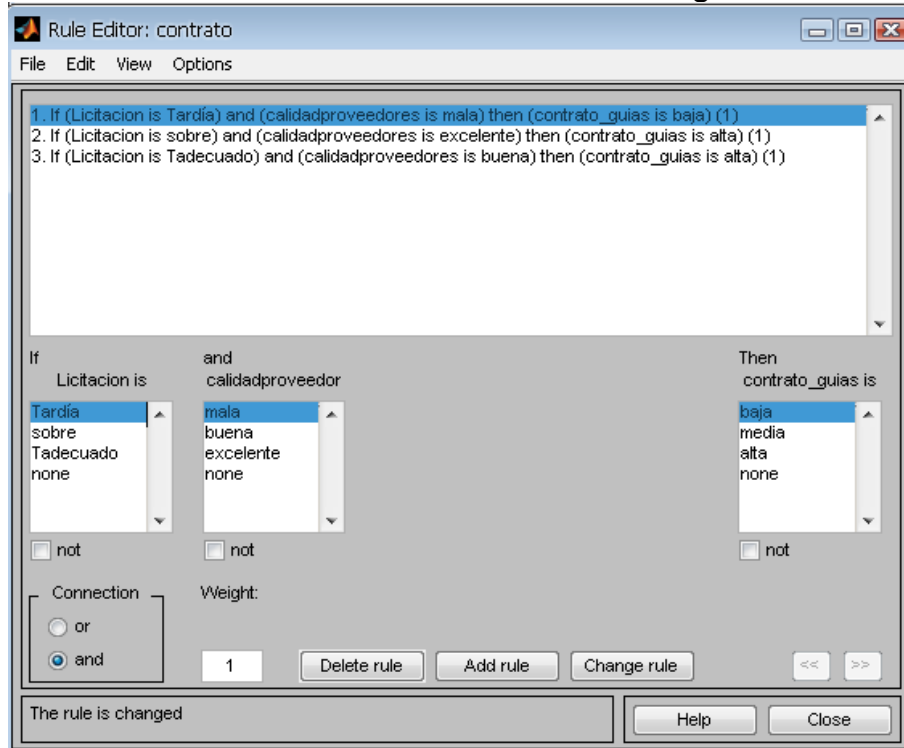 Rule Editor: contrato
File Edit View Options
1. If (Licitacion is Tardía) and (calidadproveedores is mala) then (contrato_guias is baja) (1)
2. If (Licitacion is sobre) and (calidadproveedores is excelente) then (contrato_guias is alta) (1)
3. If (Licitacion is Tadecuado) and (calidadproveedores is buena) then (contrato_guias is alta) (1)
If and Then
Licitacion is calidadproveedor contrato_guias is
Tardía mala baja
sobre buena media
Tadecuado excelente alta
none none none
not not not
Connection Weight:
or
and 1 Delete rule Add rule Change rule << >>
The rule is changed Help Close